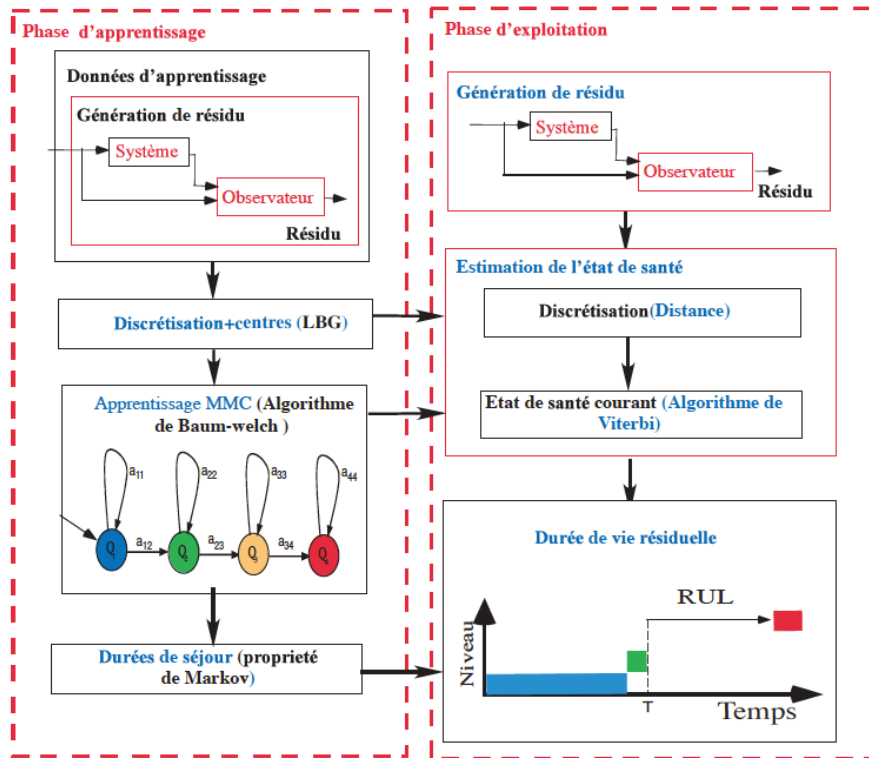 Phase d'apprentissage
Données d'apprentissage
Génération de résidu
Système
Observateur
Résidu
Discrétisation+centres (LBG)
Apprentissage MMC (Algorithme
de Baum-welch )
a11
a22
a33
a44
Q
a12
Q
a23
Q
a34
Q
Durées de séjour (proprieté
de Markov)
Phase d'exploitation
Génération de résidu
Système
Observateur
Résidu
Estimation de l'état de santé
Discrétisation(Distance)
Etat de santé courant (Algorithme de
Viterbi)
Durée de vie résiduelle
RUL
Niveau
T
Temps